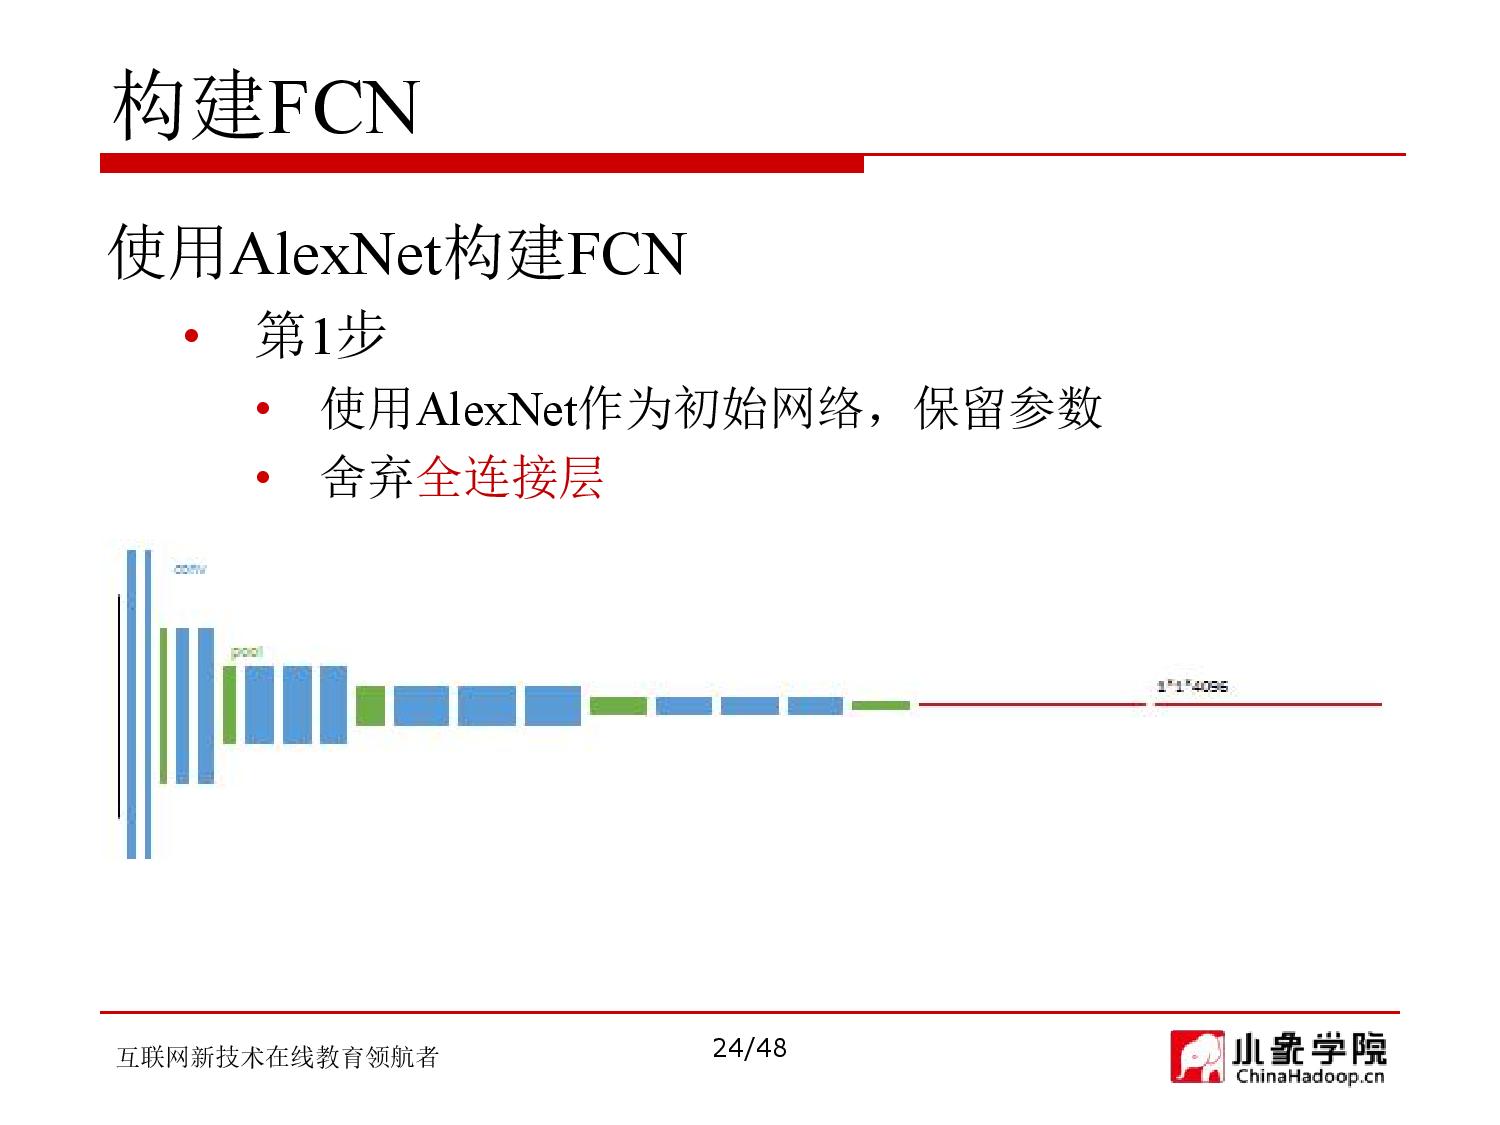 构建FCN
使用AlexNet构建FCN
• 第1步
• 使用AlexNet作为初始网络，保留参数
• 舍弃全连接层
conv
pool
1*1*4096
互联网新技术在线教育领航者
24/48
小象学院
ChinaHadoop.cn